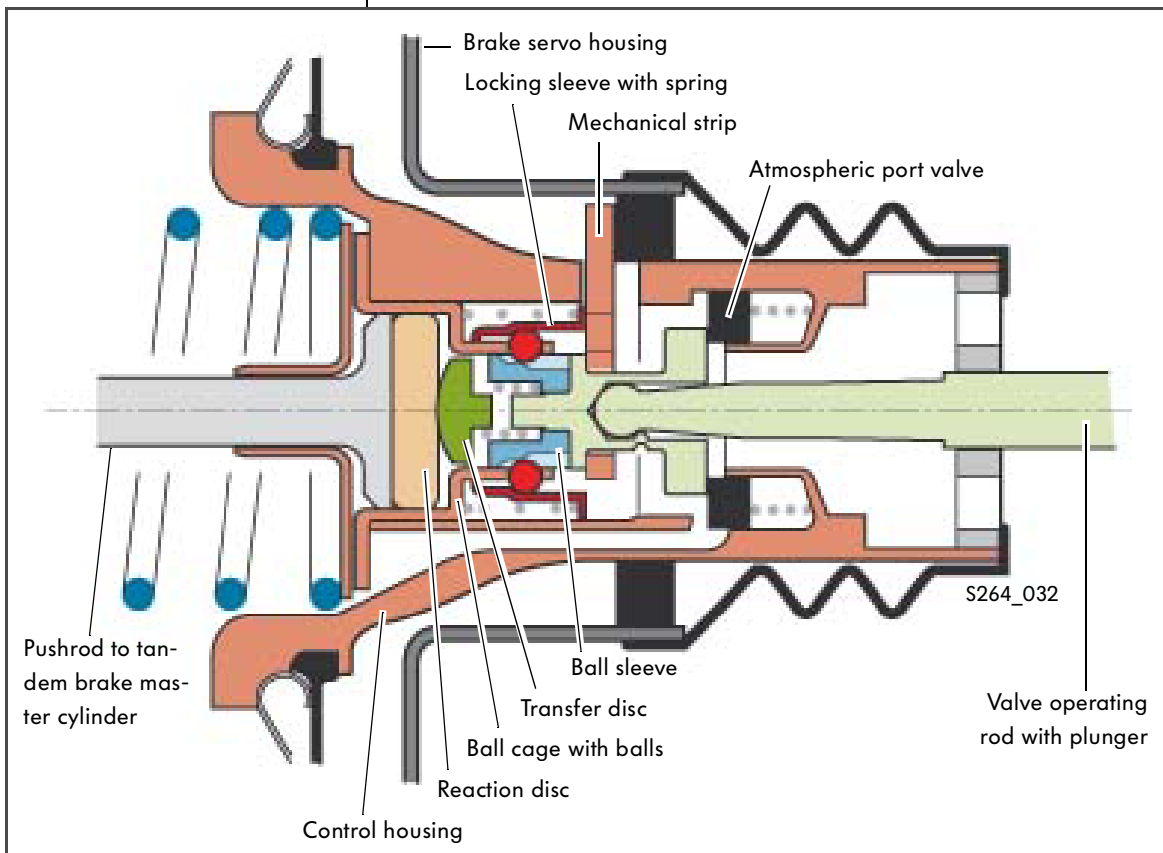 Brake servo housing
Locking sleeve with spring
Mechanical strip
Atmospheric port valve
S264_032
Pushrod to tan-
dem brake mas-
ter cylinder
Ball sleeve
Transfer disc
Ball cage with balls
Reaction disc
Control housing
Valve operating
rod with plunger